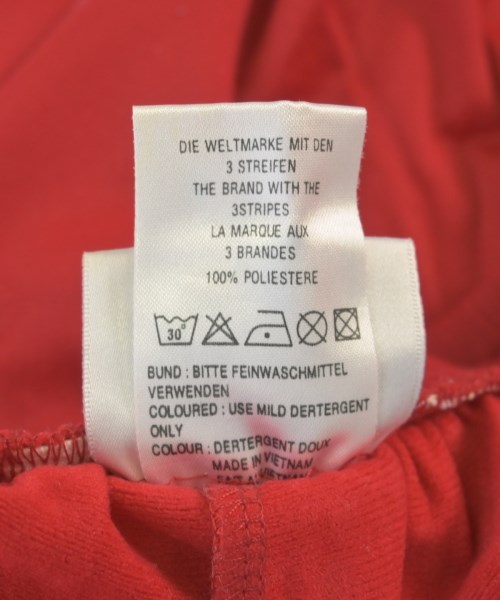 DIE WELTMARKE MIT DEN
3 STREIFEN
THE BRAND WITH THE
3STRIPES
LA MARQUE AUX
3 BRANDES
100% POLIESTERE
30°
BUND : BITTE FEINWASCHMITTEL
VERWENDEN
COLOURED : USE MILD DERTERGENT
ONLY
COLOUR : DERTERGENT DOUX
MADE IN VIETNAM